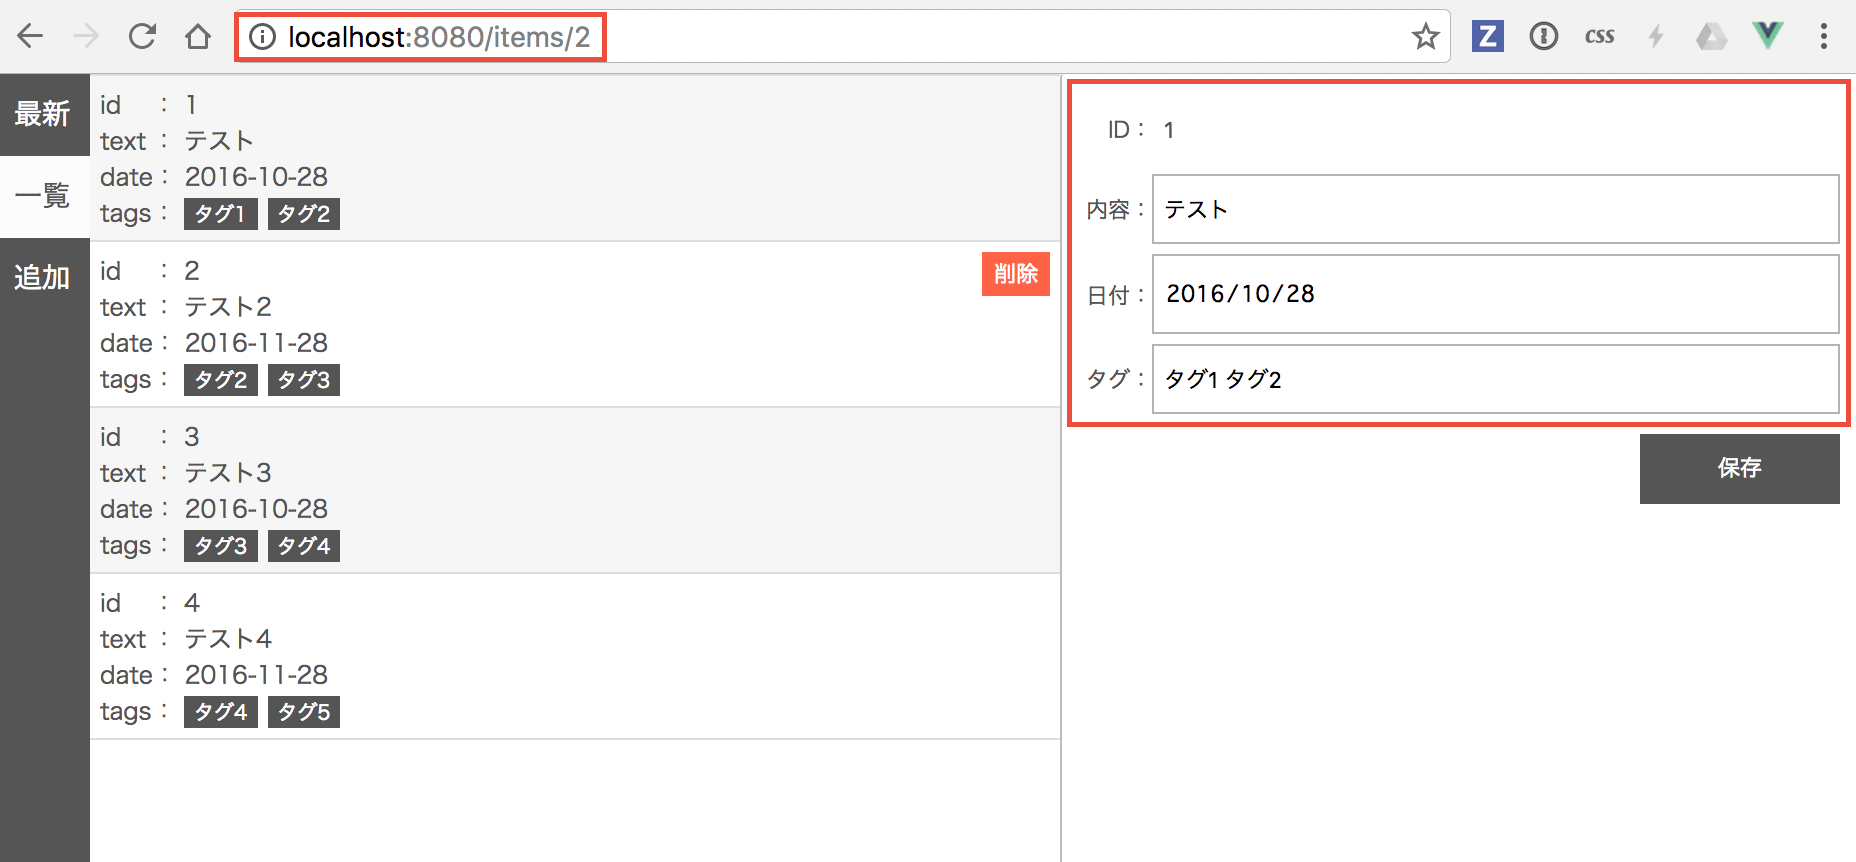 localhost:8080/items/2
Z
css
最新
一覧
追加
id : 1
text : テスト
date : 2016-10-28
tags : タグ1 タグ2
id : 2
削除
text : テスト2
date : 2016-11-28
tags : タグ2 タグ3
id : 3
text : テスト3
date : 2016-10-28
tags : タグ3 タグ4
id : 4
text : テスト4
date : 2016-11-28
tags : タグ4 タグ5
ID : 1
内容 : テスト
日付 : 2016/10/28
タグ : タグ1 タグ2
保存